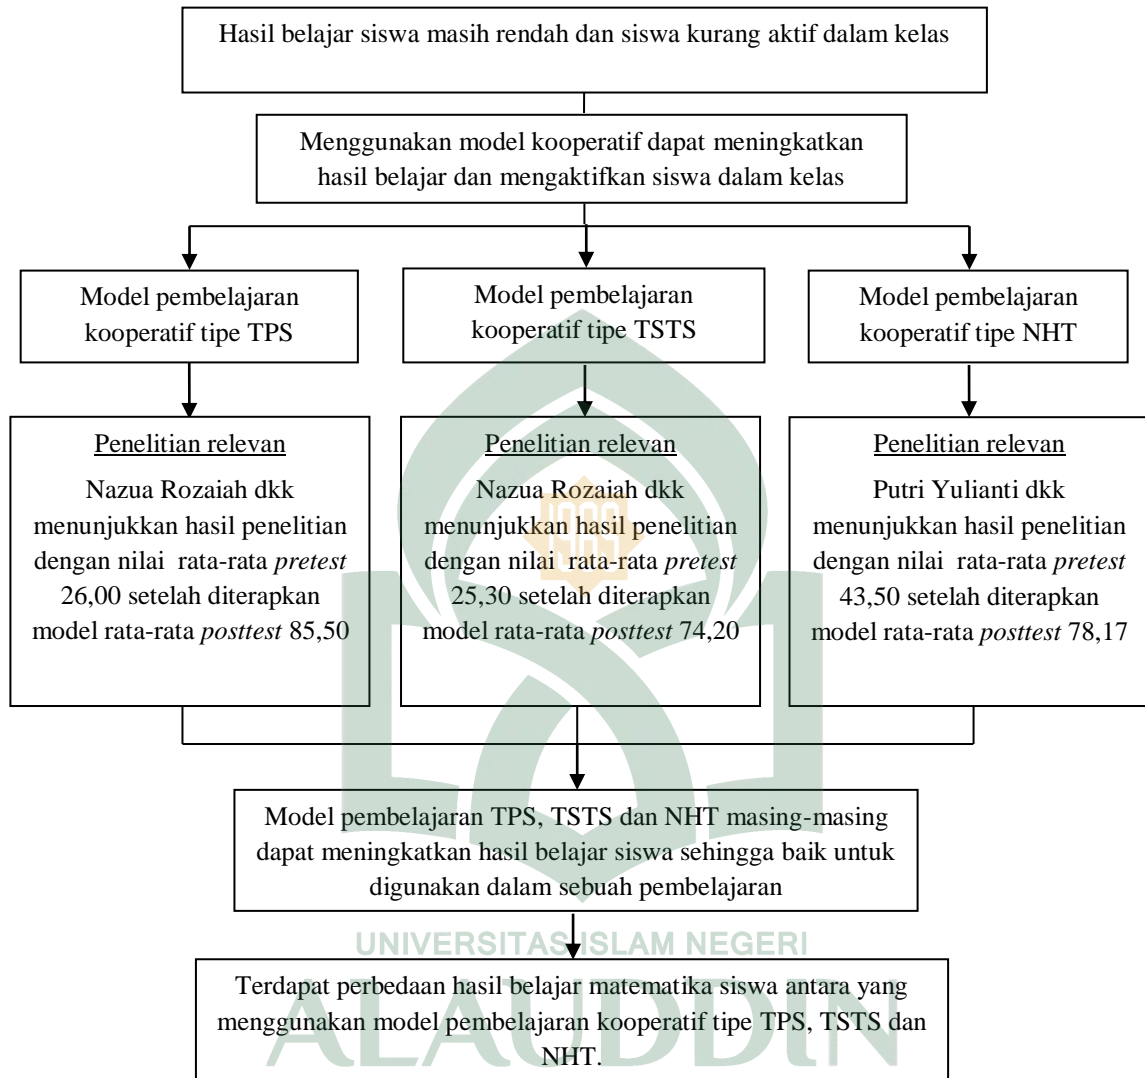 Hasil belajar siswa masih rendah dan siswa kurang aktif dalam kelas
Menggunakan model kooperatif dapat meningkatkan
hasil belajar dan mengaktifkan siswa dalam kelas
Model pembelajaran
kooperatif tipe TPS
Model pembelajaran
kooperatif tipe TSTS
Model pembelajaran
kooperatif tipe NHT
Penelitian relevan
Nazua Rozaiah dkk
menunjukkan hasil penelitian
dengan nilai rata-rata pretest
26,00 setelah diterapkan
model rata-rata posttest 85,50
Penelitian relevan
Nazua Rozaiah dkk
menunjukkan hasil penelitian
dengan nilai rata-rata pretest
25,30 setelah diterapkan
model rata-rata posttest 74,20
Penelitian relevan
Putri Yulianti dkk
menunjukkan hasil penelitian
dengan nilai rata-rata pretest
43,50 setelah diterapkan
model rata-rata posttest 78,17
1965
Model pembelajaran TPS, TSTS dan NHT masing-masing
dapat meningkatkan hasil belajar siswa sehingga baik untuk
digunakan dalam sebuah pembelajaran
UNIVERSITAS ISLAM NEGERI
ALAUDDIN
Terdapat perbedaan hasil belajar matematika siswa antara yang
menggunakan model pembelajaran kooperatif tipe TPS, TSTS dan
NHT.